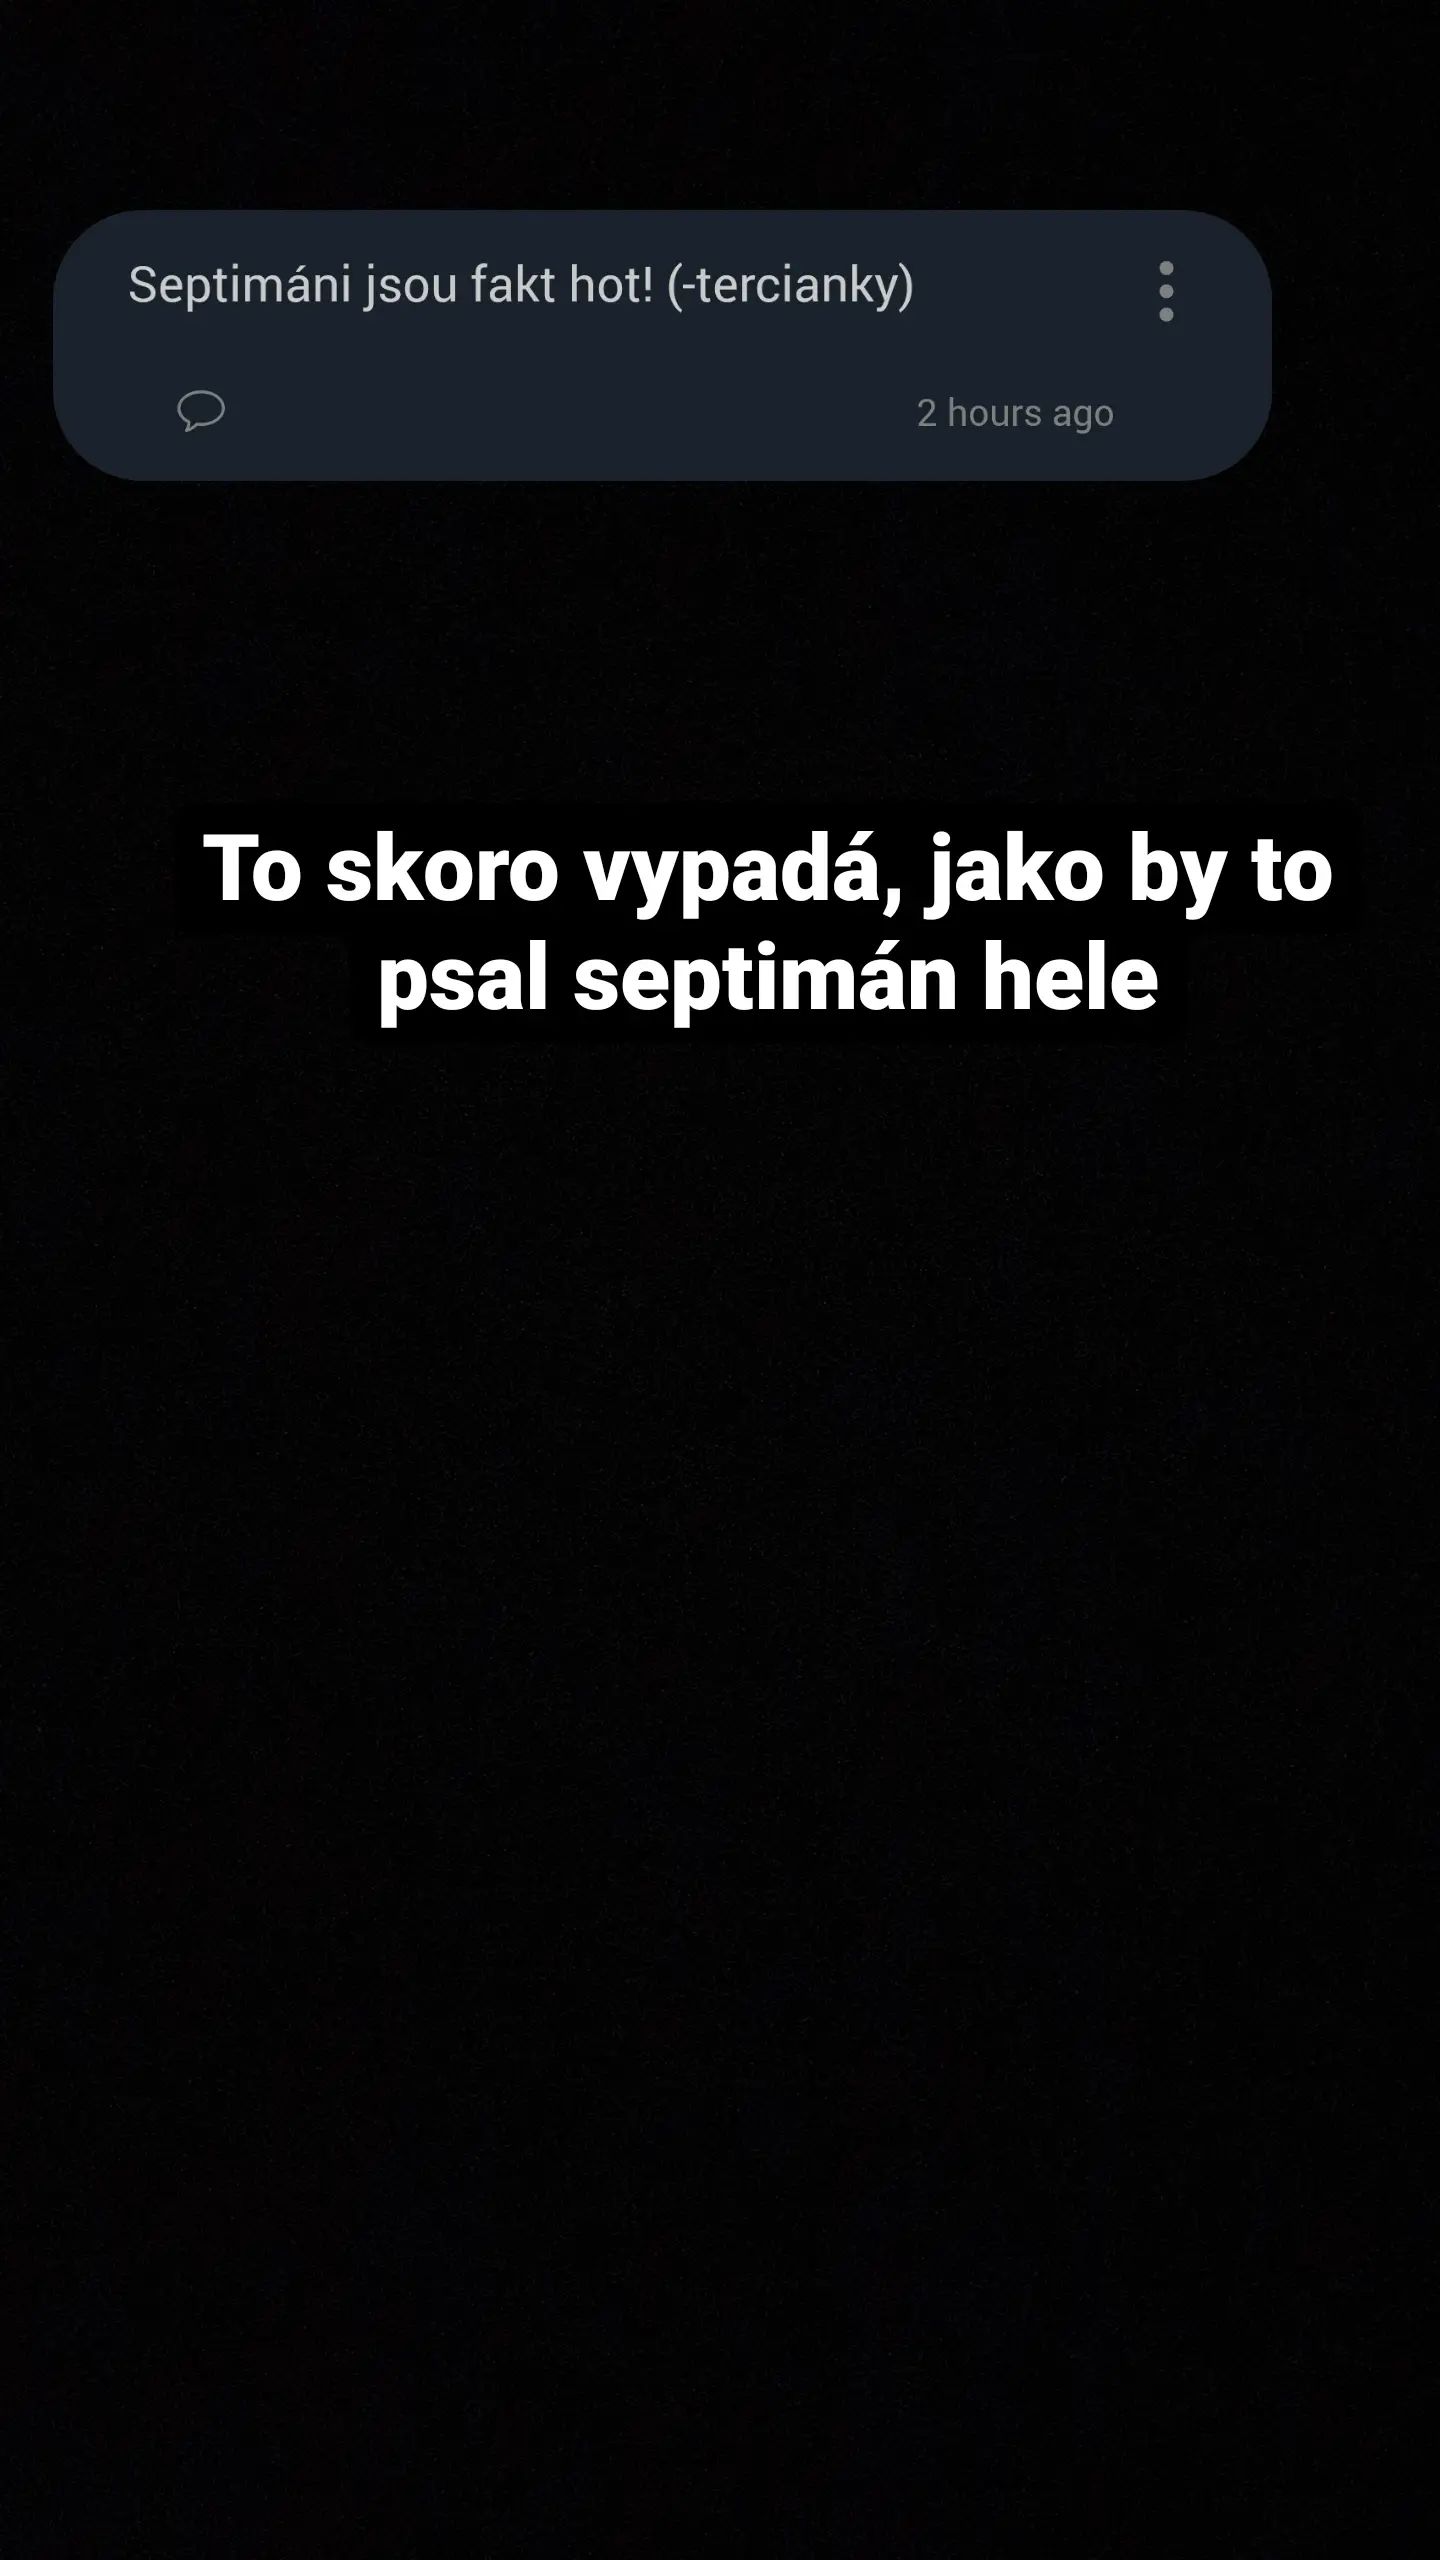 Septimáni jsou fakt hot! (-tercianky)
2 hours ago
To skoro vypadá, jako by to
psal septimán hele